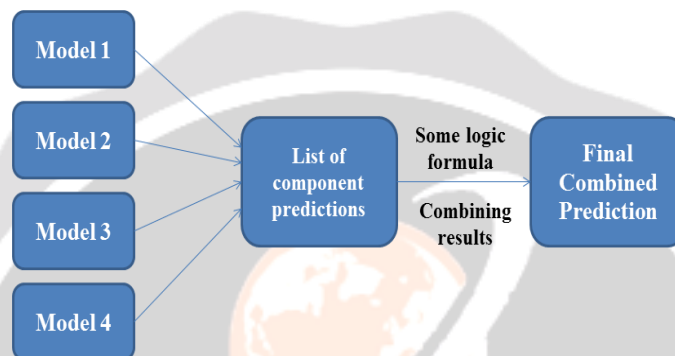 Model 1
Model 2
Model 3
Model 4
List of
component
predictions
Some logic
formula
Combining
results
Final
Combined
Prediction